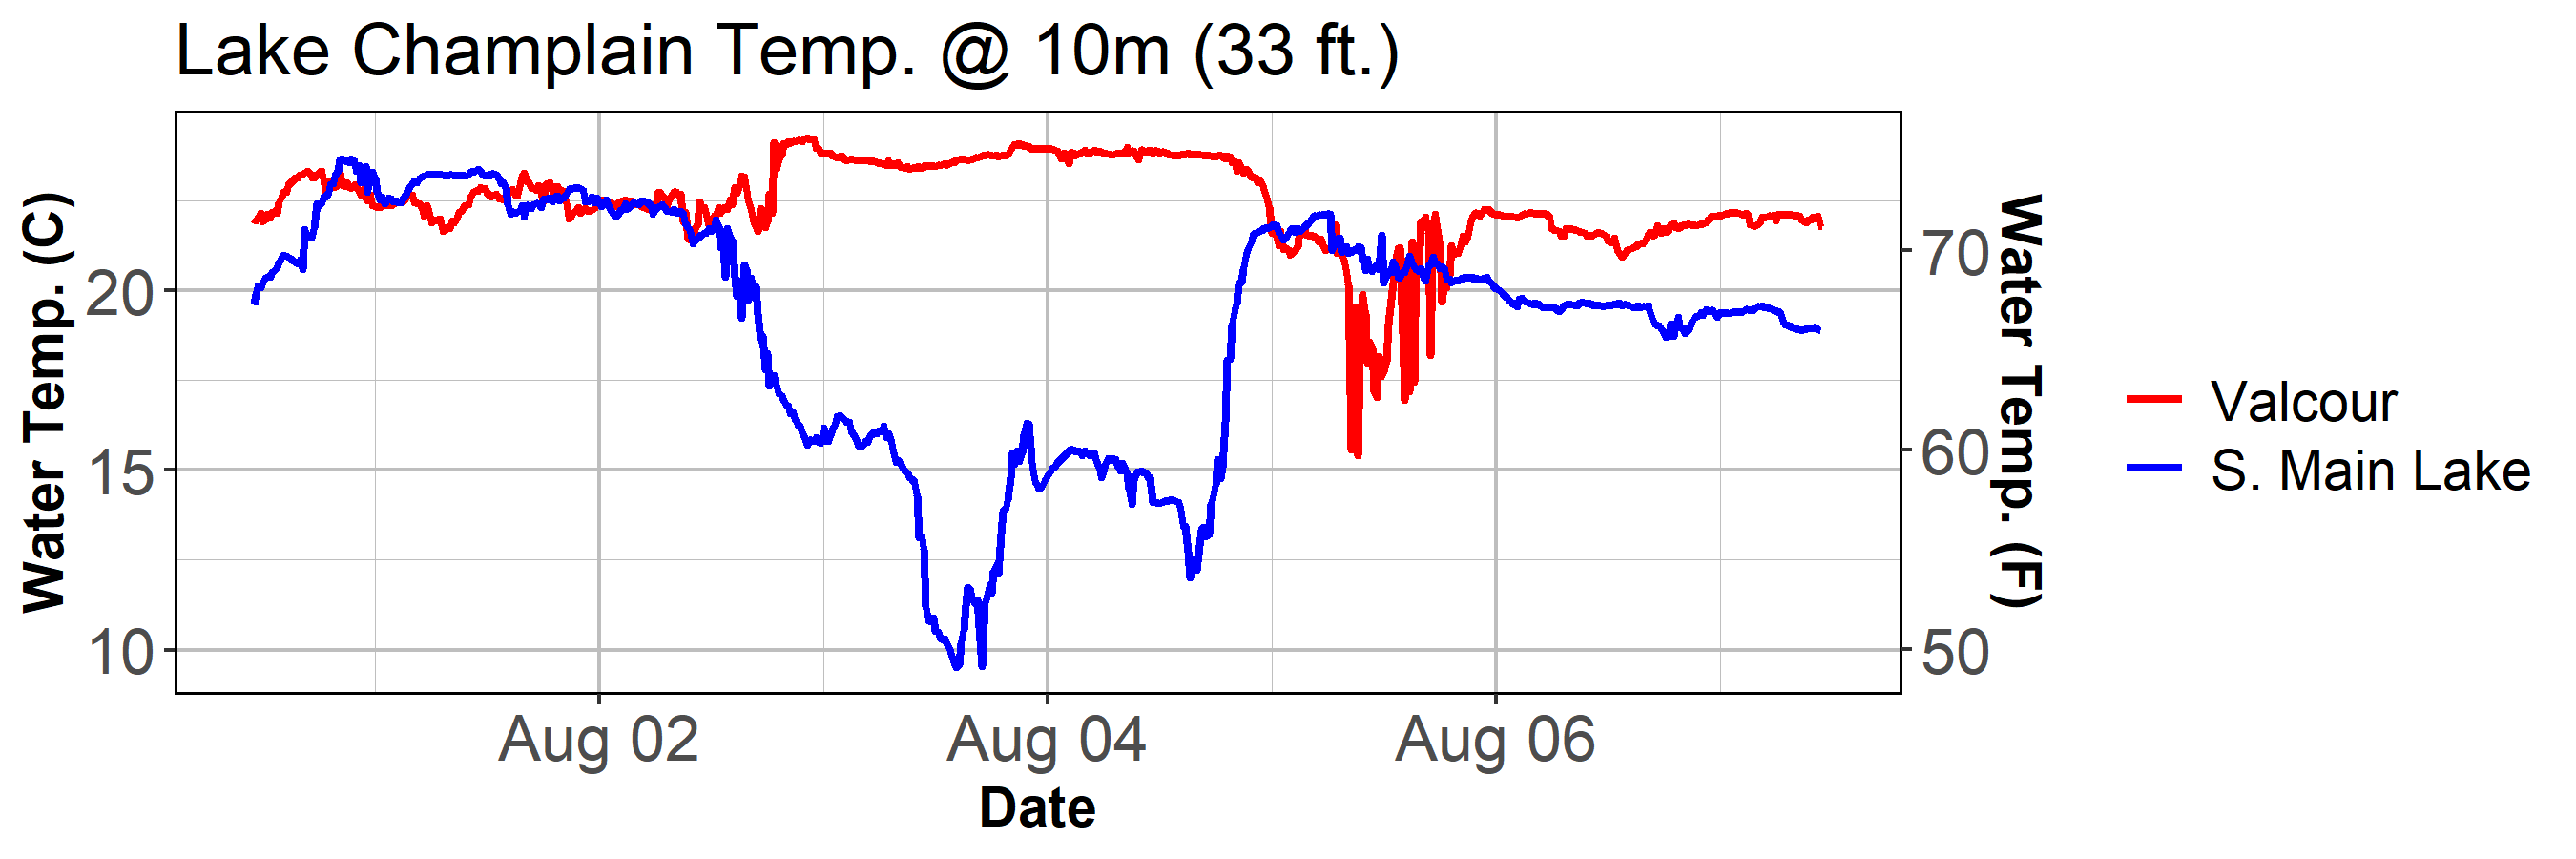 Lake Champlain Temp. @ 10m (33 ft.)
Water Temp. (C)
20
15
10
70
60
50
Water Temp. (F)
Aug 02
Aug 04
Aug 06
Date
Valcour
S. Main Lake